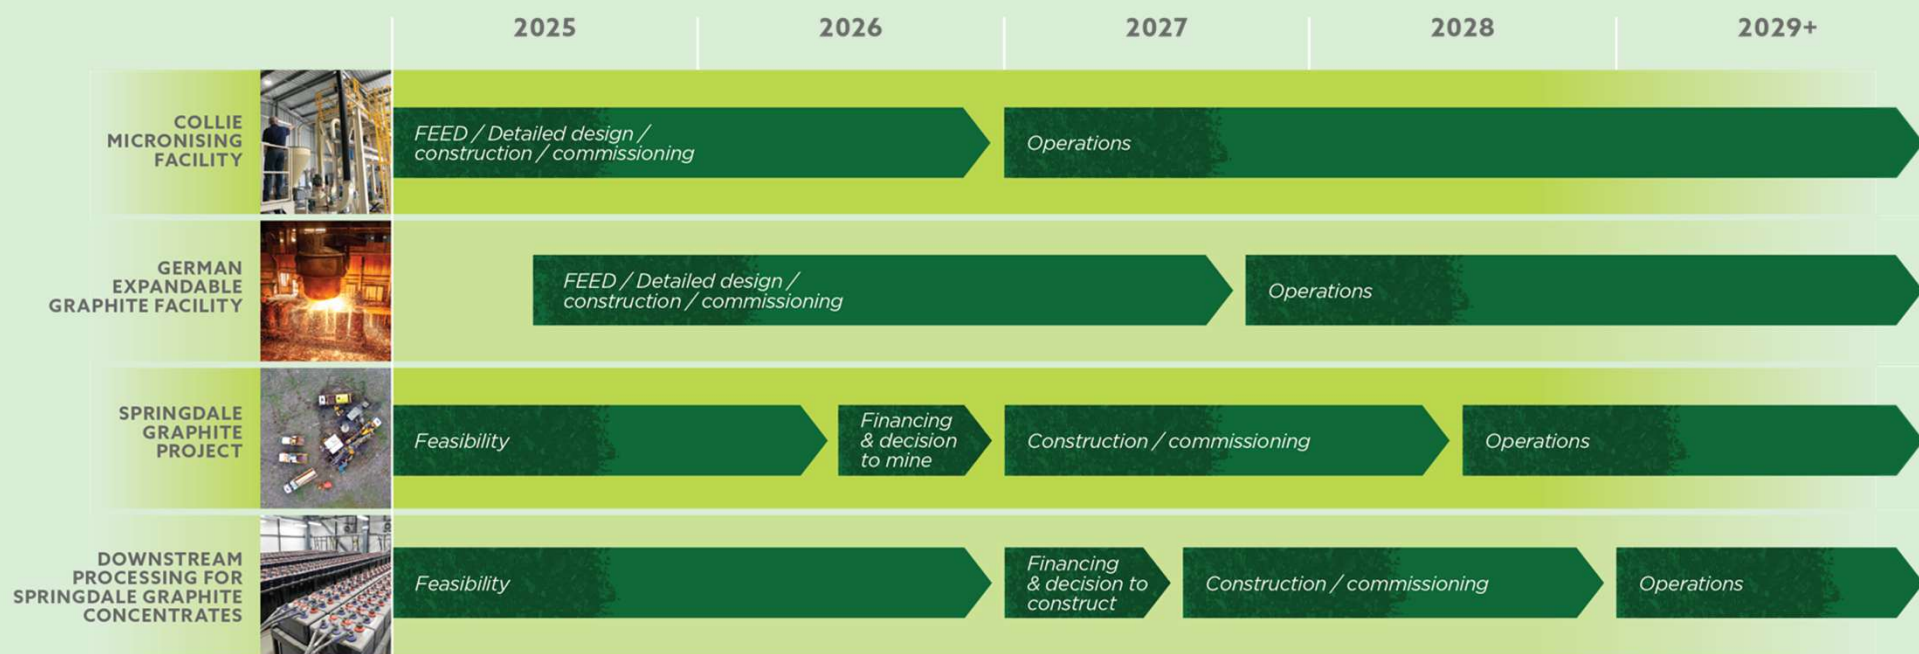 2025 2026 2027 2028 2029+
COLLIE
MICRONISING
FACILITY
FEED / Detailed design /
construction / commissioning
Operations
GERMAN
EXPANDABLE
GRAPHITE FACILITY
FEED / Detailed design /
construction / commissioning
Operations
SPRINGDALE
GRAPHITE
PROJECT
Feasibility
Financing
& decision
to mine
Construction / commissioning
Operations
DOWNSTREAM
PROCESSING FOR
SPRINGDALE GRAPHITE
CONCENTRATES
Feasibility
Financing
& decision to
construct
Construction / commissioning
Operations